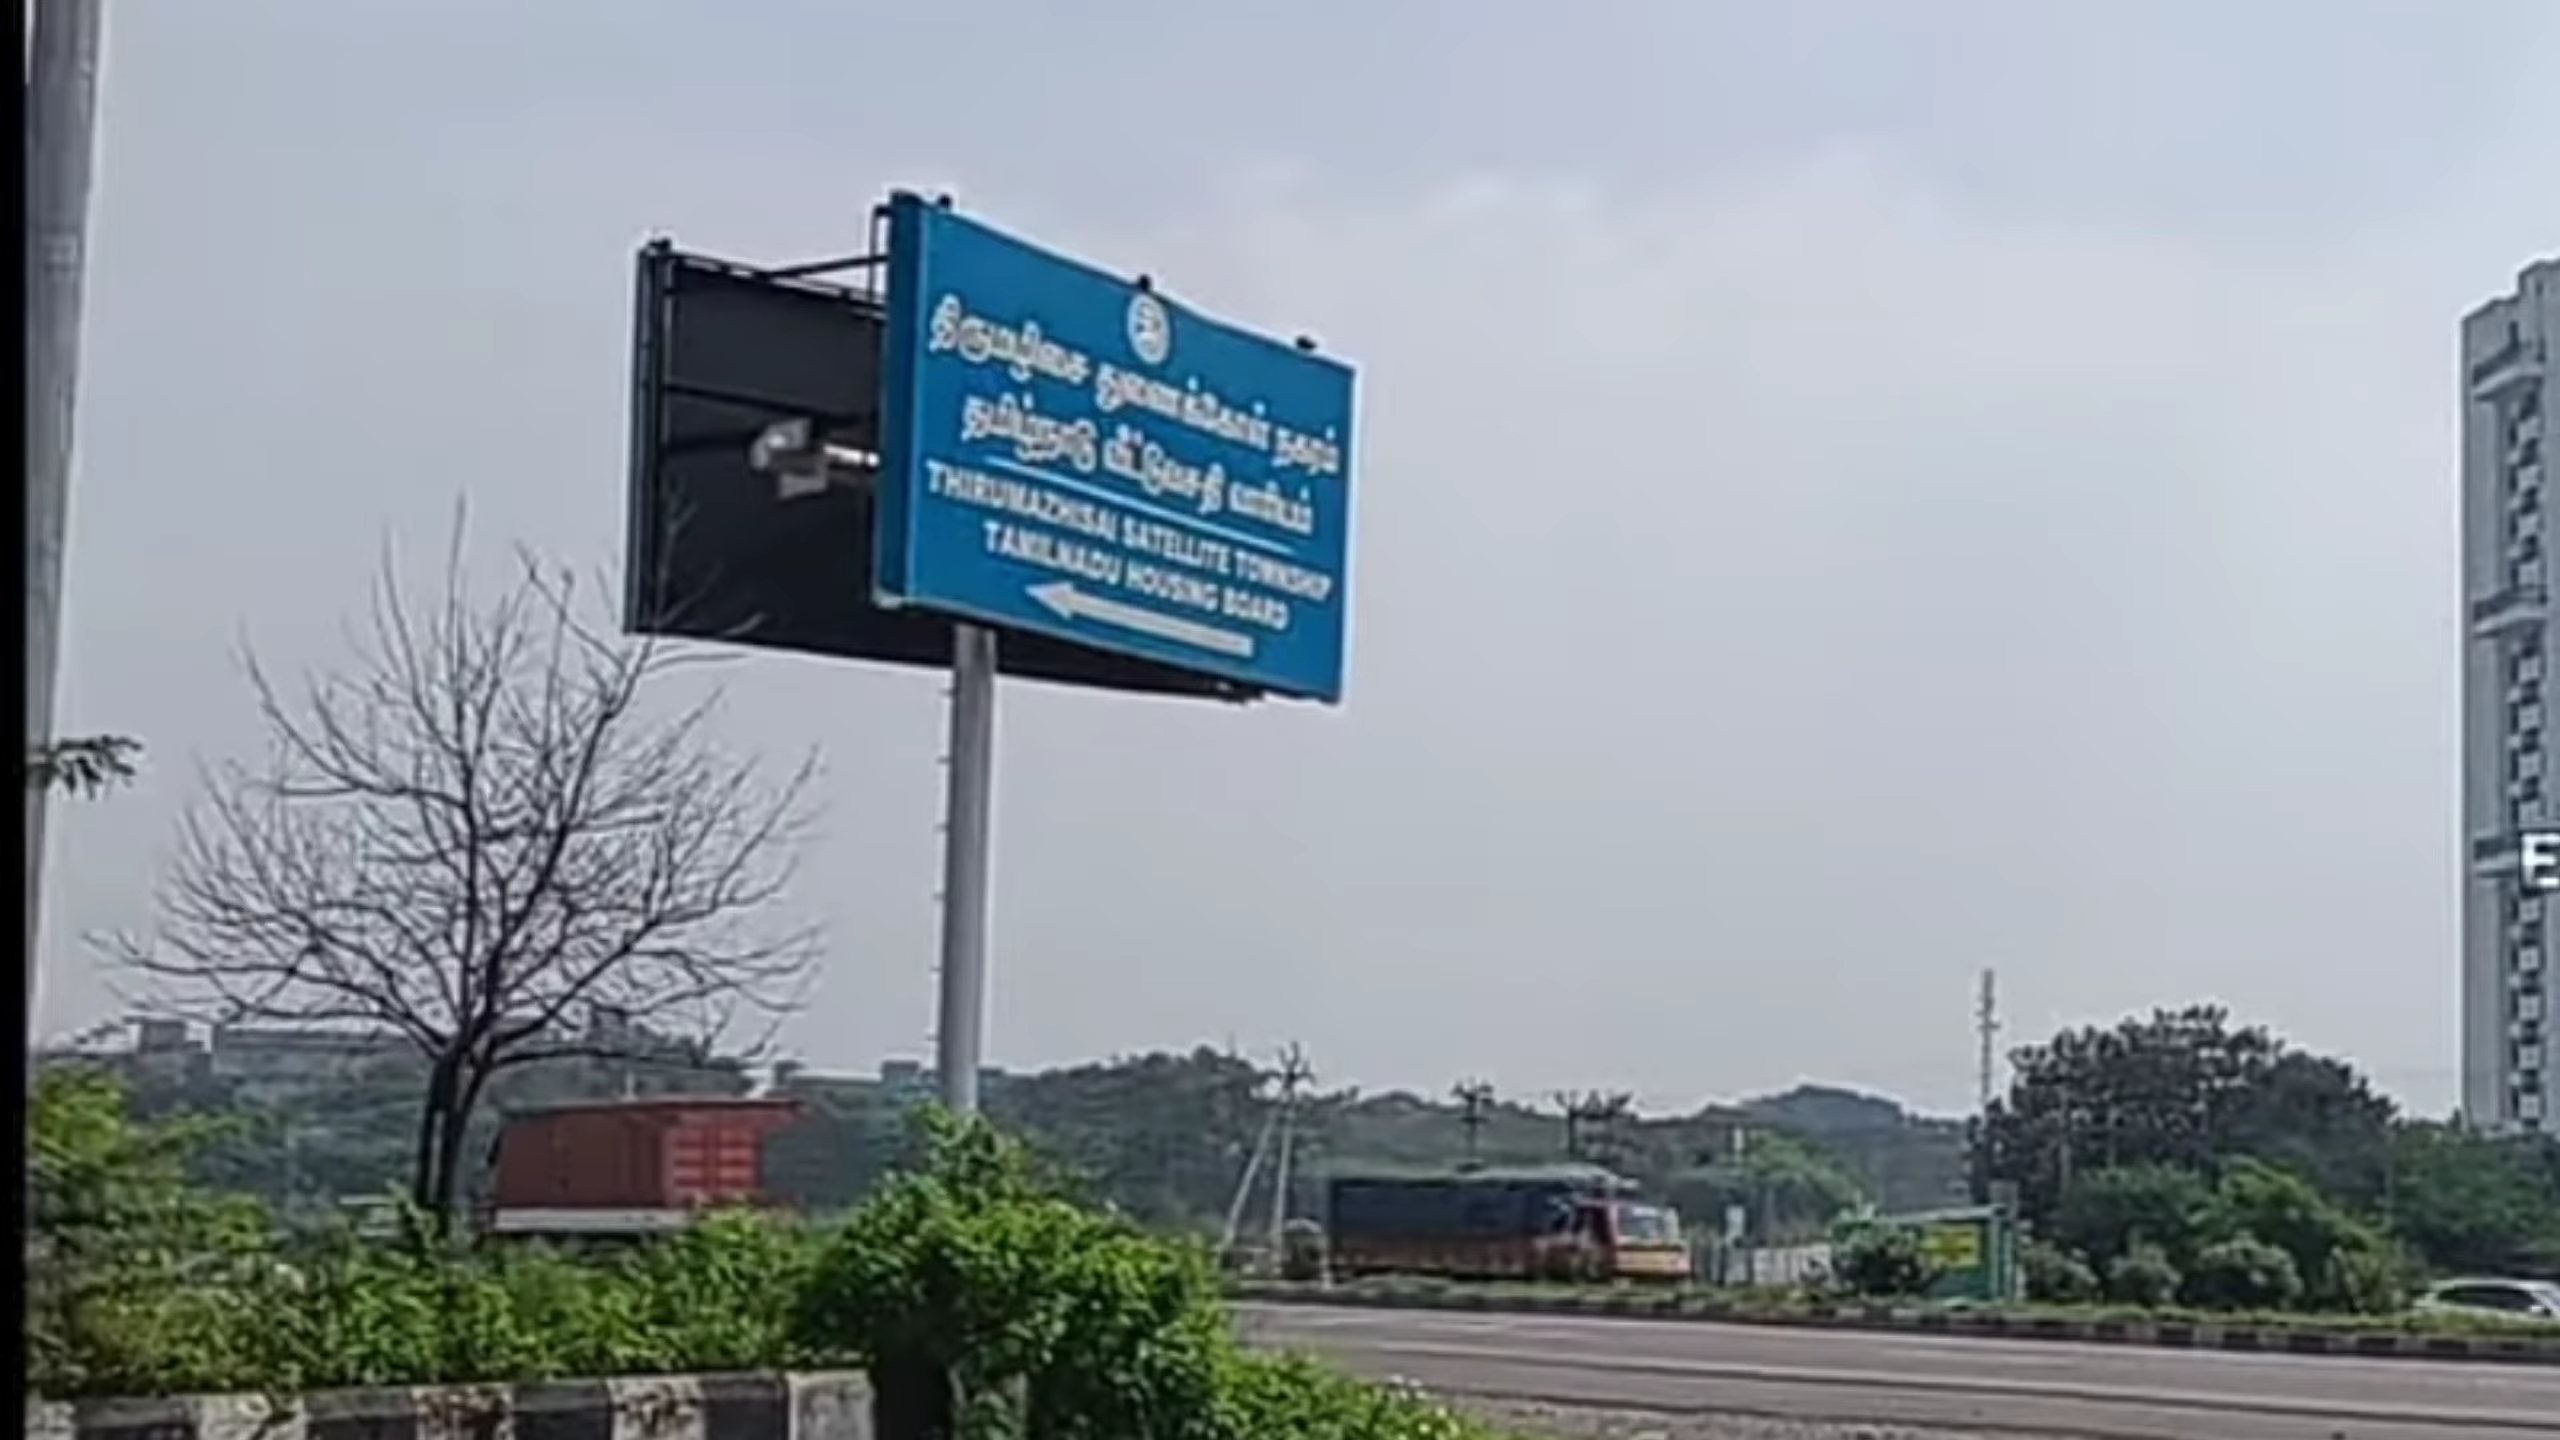 திருமழிசை துணைக்கோள் நகரம்
தமிழ்நாடு வீட்டுவசதி வாரியம்
THIRUMAZHISAI SATELLITE TOWNSHIP
TAMILNADU HOUSING BOARD
E